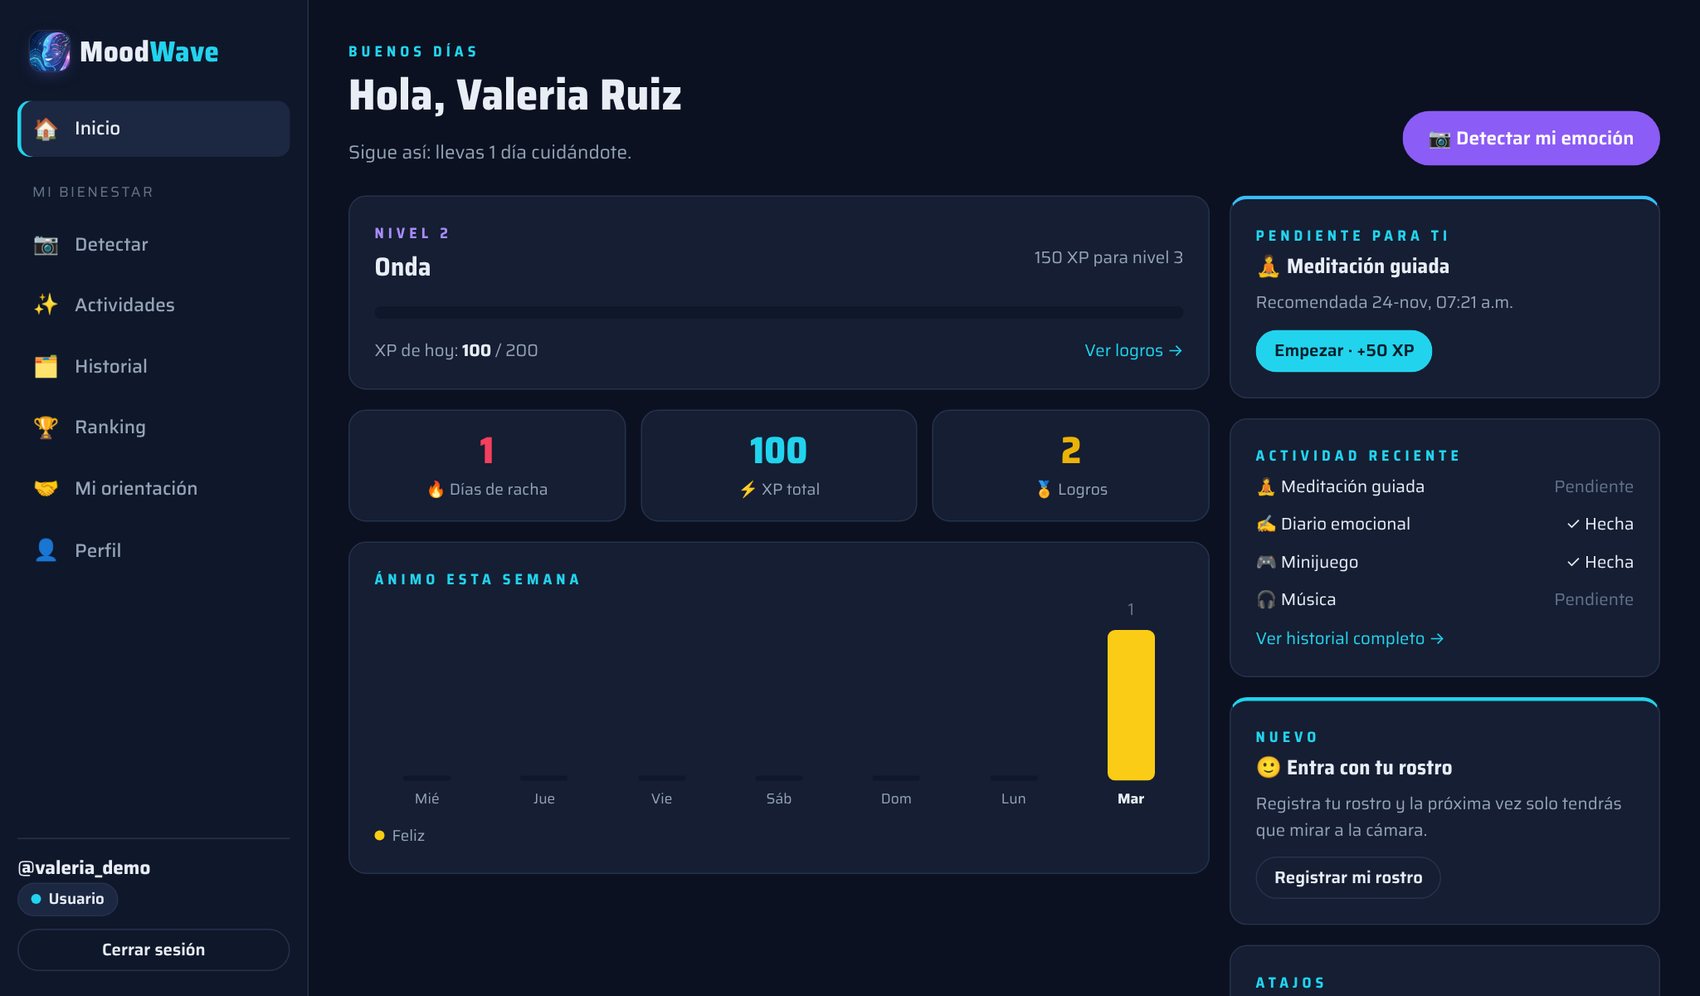 MoodWave
Inicio
MI BIENESTAR
Detectar
Actividades
Historial
Ranking
Mi orientación
Perfil
@valeria_demo
Usuario
Cerrar sesión
BUENOS DÍAS
Hola, Valeria Ruiz
Sigue así: llevas 1 día cuidándote.
Detectar mi emoción
NIVEL 2
Onda
150 XP para nivel 3
XP de hoy: 100 / 200
Ver logros →
1
Días de racha
100
XP total
2
Logros
ÁNIMO ESTA SEMANA
1
Mié Jue Vie Sáb Dom Lun Mar
Feliz
PENDIENTE PARA TI
Meditación guiada
Recomendada 24-nov, 07:21 a.m.
Empezar · +50 XP
ACTIVIDAD RECIENTE
Meditación guiada Pendiente
Diario emocional ✓ Hecha
Minijuego ✓ Hecha
Música Pendiente
Ver historial completo →
NUEVO
Entra con tu rostro
Registra tu rostro y la próxima vez solo tendrás
que mirar a la cámara.
Registrar mi rostro
ATAJOS